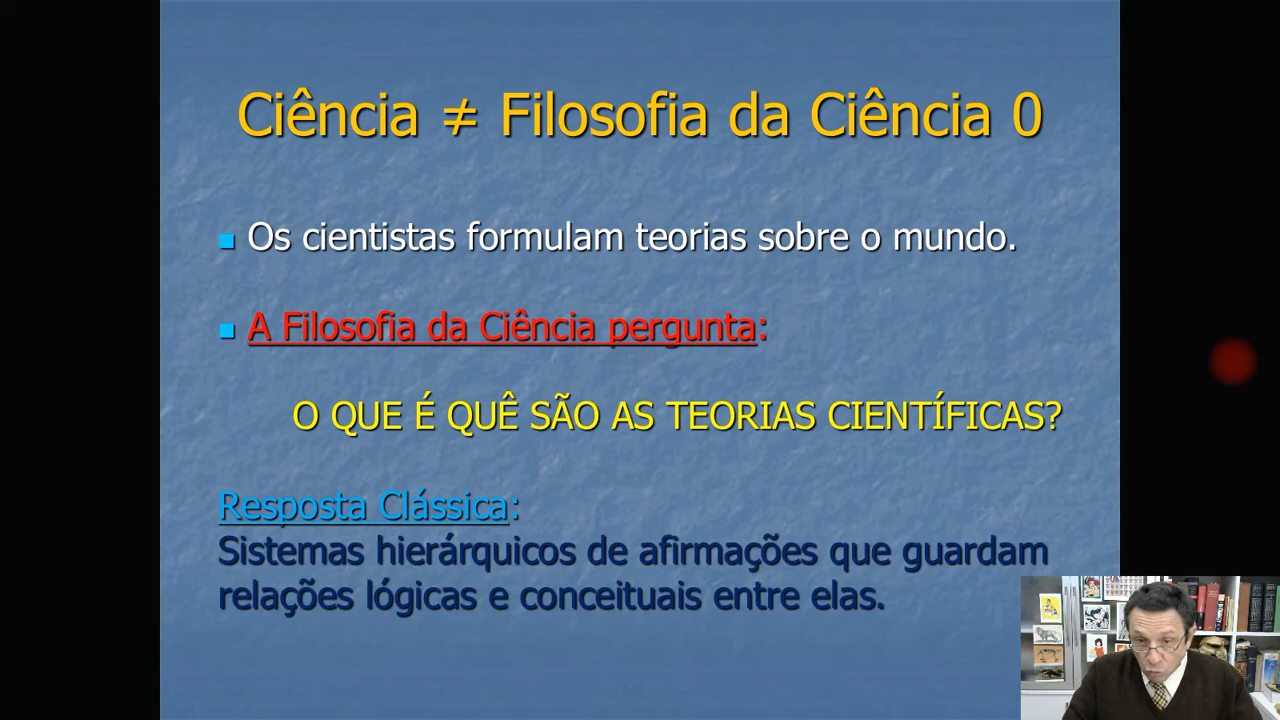 Ciência ≠ Filosofia da Ciência 0
Os cientistas formulam teorias sobre o mundo.
A Filosofia da Ciência pergunta:
O QUE É QUÊ SÃO AS TEORIAS CIENTÍFICAS?
Resposta Clássica:
Sistemas hierárquicos de afirmações que guardam
relações lógicas e conceituais entre elas.